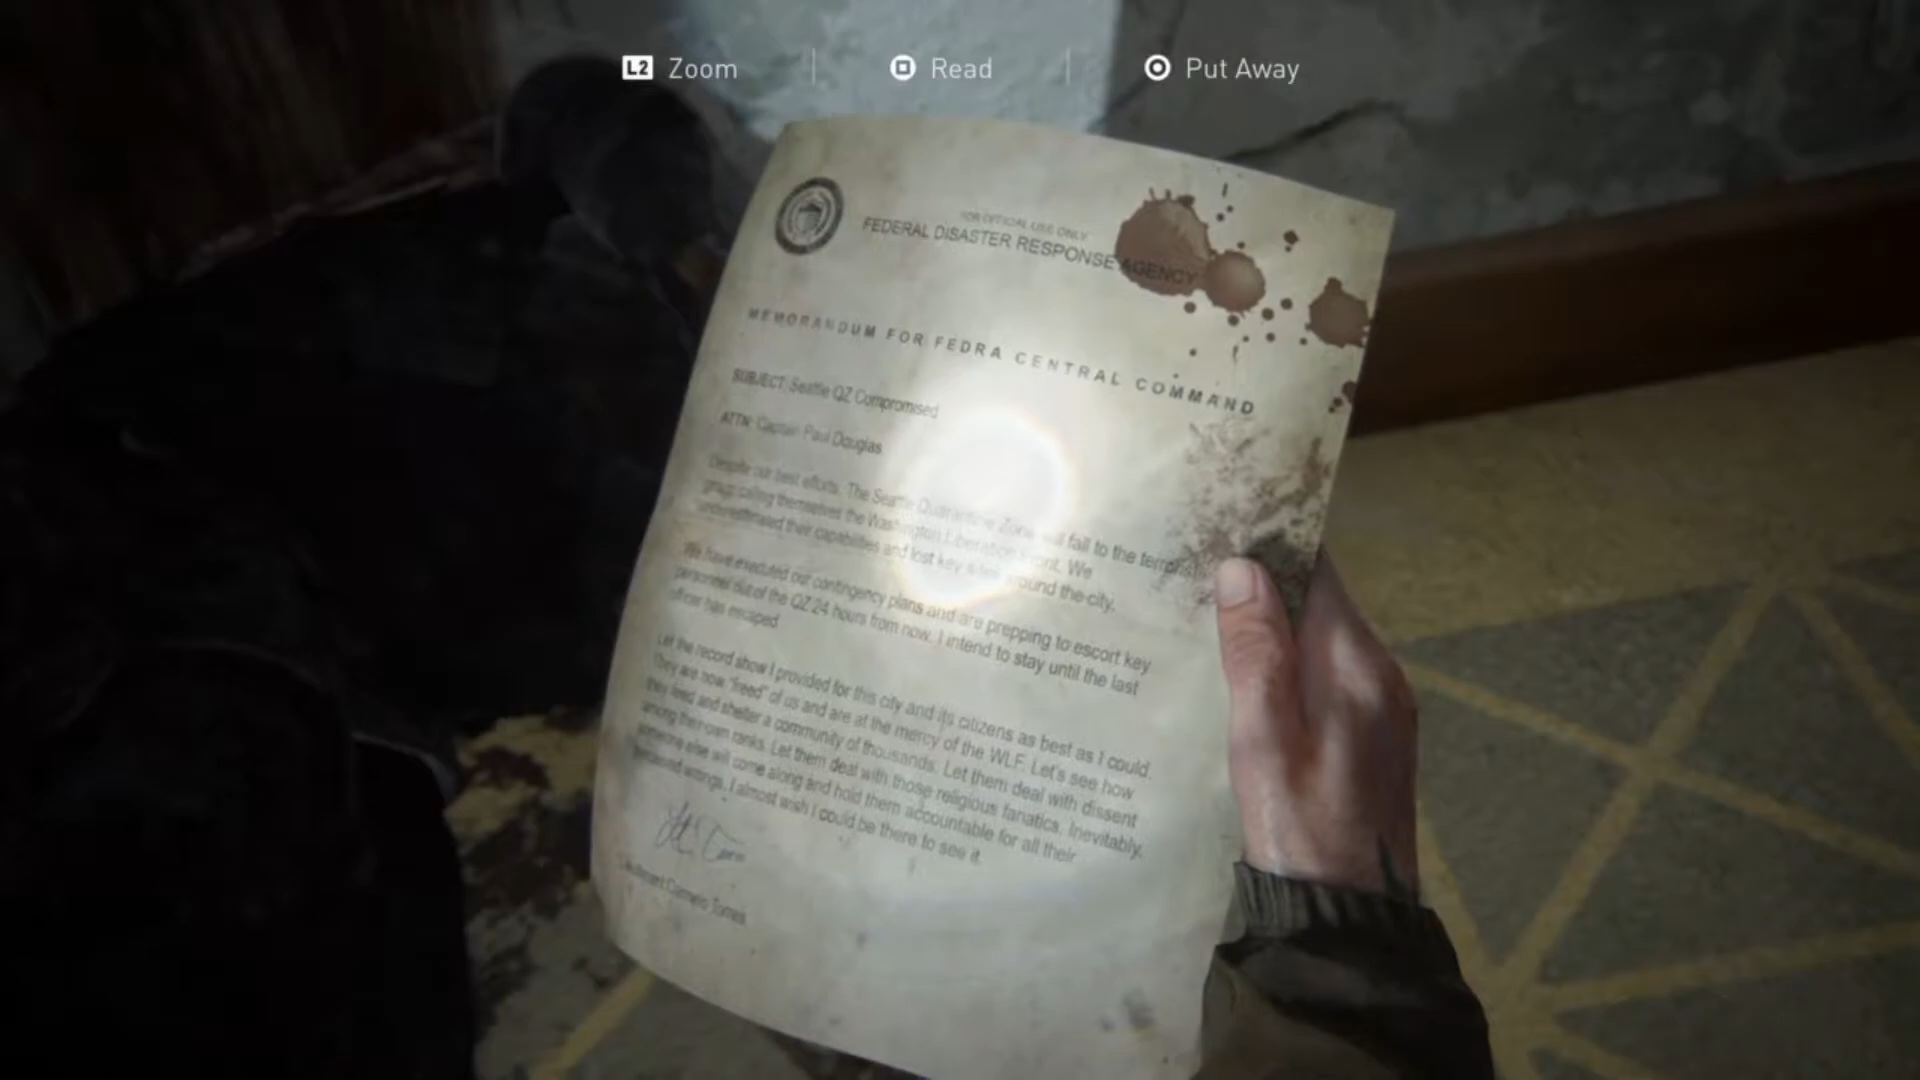 L2 Zoom | Read | Put Away
FOR OFFICIAL USE ONLY
FEDERAL DISASTER RESPONSE AGENCY
MEMORANDUM FOR FEDRA CENTRAL COMMAND
SUBJECT: Seattle QZ Compromised
ATTN: Captain Paul Douglas
Despite our best efforts, The Seattle Quarantine Zone will fall to the terrorist
group calling themselves the Washington Liberation Front. We
underestimated their capabilities and lost key sites around the city.
We have executed our contingency plans and are prepping to escort key
personnel out of the QZ 24 hours from now. I intend to stay until the last
officer has escaped.
Let the record show I provided for this city and its citizens as best as I could.
They are now "freed" of us and are at the mercy of the WLF. Let's see how
they feed and shelter a community of thousands. Let them deal with dissent
among their own ranks. Let them deal with those religious fanatics. Inevitably,
someone else will come along and hold them accountable for all their
perceived wrongs. I almost wish I could be there to see it.
Lieutenant Torres